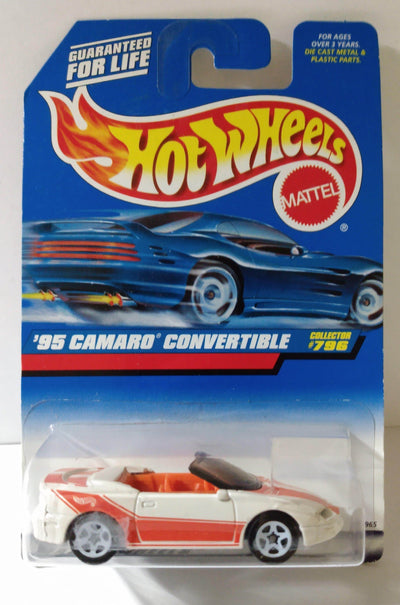 GUARANTEED
FOR LIFE
FOR AGES
OVER 3 YEARS.
DIE CAST METAL &
PLASTIC PARTS.
HOT WHEELS
MATTEL
®
'95 CAMARO® CONVERTIBLE
COLLECTOR
#796
965